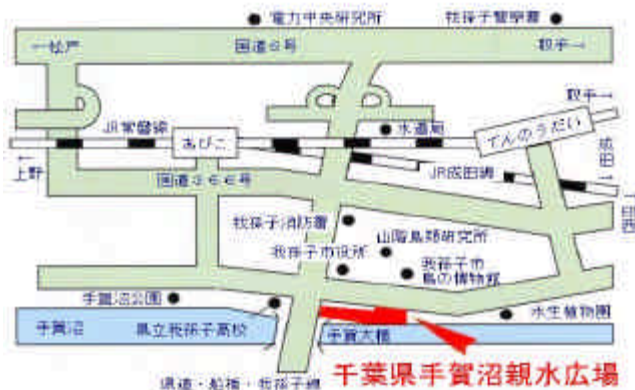 電力中央研究所
我孫子警察署
←松戸
国道6号
取手→
取手→
JR常磐線
あびこ
水道局
てんのうだい
成田→
←上野
国道356号
JR成田線
→印西
我孫子消防署
山階鳥類研究所
我孫子市役所
我孫子市
鳥の博物館
手賀沼公園
水生植物園
手賀沼
県立我孫子高校
手賀大橋
千葉県手賀沼親水広場
県道・船橋・我孫子線